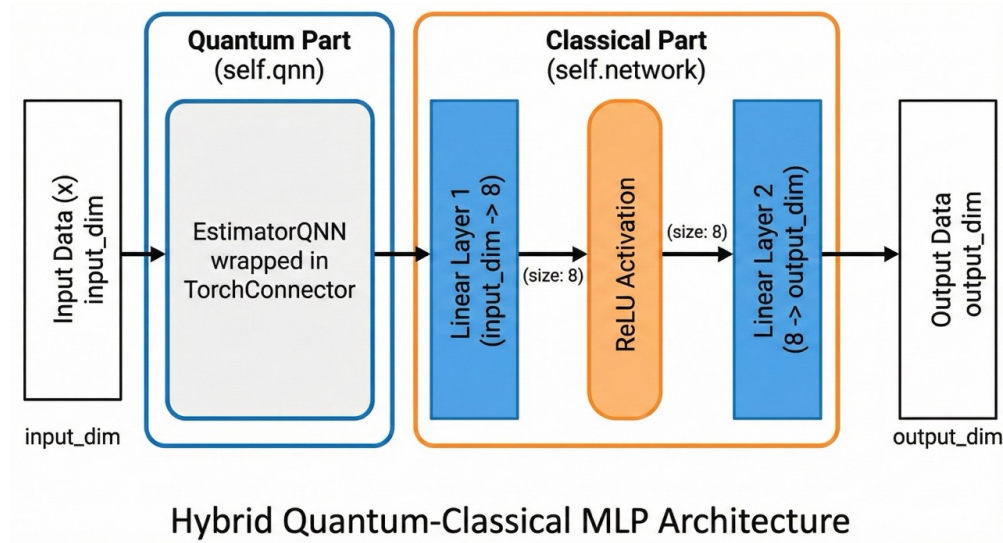 Quantum Part
(self.qnn)
Classical Part
(self.network)
Input Data (x)
input_dim
input_dim
EstimatorQNN
wrapped in
TorchConnector
Linear Layer 1
(input_dim -> 8)
(size: 8)
ReLU Activation
(size: 8)
Linear Layer 2
(8 -> output_dim)
Output Data
output_dim
output_dim
Hybrid Quantum-Classical MLP Architecture